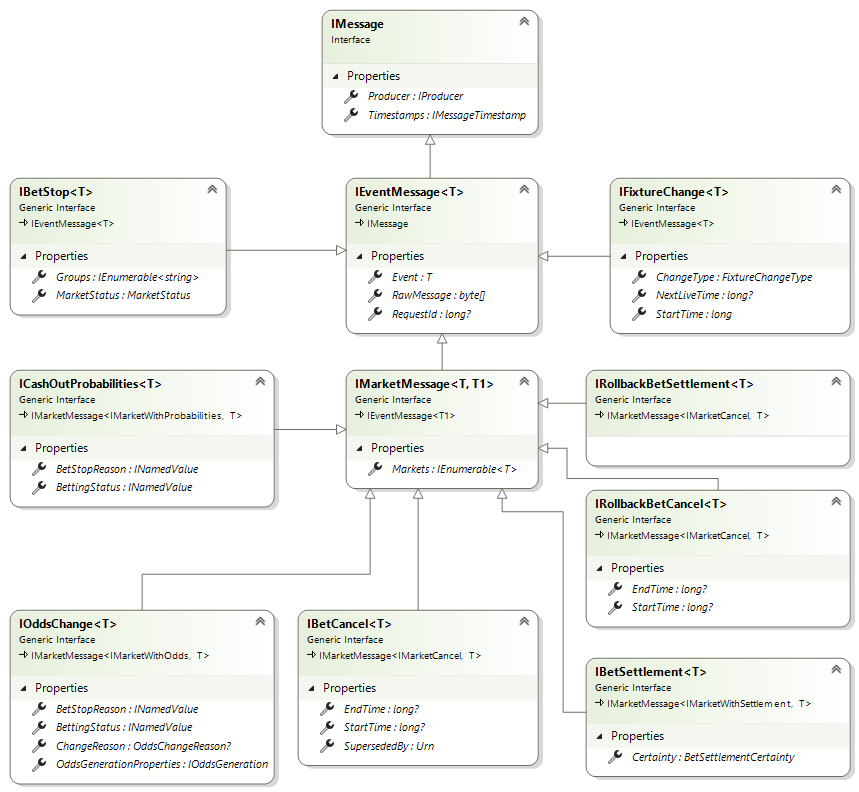 IMessage
Interface
Properties
Producer : IProducer
Timestamps : IMessageTimestamp
IBetStop<T>
Generic Interface
IEventMessage<T>
Properties
Groups : IEnumerable<string>
MarketStatus : MarketStatus
IEventMessage<T>
Generic Interface
IMessage
Properties
Event : T
RawMessage : byte[]
RequestId : long?
IFixtureChange<T>
Generic Interface
IEventMessage<T>
Properties
ChangeType : FixtureChangeType
NextLiveTime : long?
StartTime : long
ICashOutProbabilities<T>
Generic Interface
IMarketMessage<IMarketWithProbabilities, T>
Properties
BetStopReason : INamedValue
BettingStatus : INamedValue
IMarketMessage<T, T1>
Generic Interface
IEventMessage<T1>
Properties
Markets : IEnumerable<T>
IRollbackBetSettlement<T>
Generic Interface
IMarketMessage<IMarketCancel, T>
IRollbackBetCancel<T>
Generic Interface
IMarketMessage<IMarketCancel, T>
Properties
EndTime : long?
StartTime : long?
IOddsChange<T>
Generic Interface
IMarketMessage<IMarketWithOdds, T>
Properties
BetStopReason : INamedValue
BettingStatus : INamedValue
ChangeReason : OddsChangeReason?
OddsGenerationProperties : IOddsGeneration
IBetCancel<T>
Generic Interface
IMarketMessage<IMarketCancel, T>
Properties
EndTime : long?
StartTime : long?
SupersededBy : Urn
IBetSettlement<T>
Generic Interface
IMarketMessage<IMarketWithSettlement, T>
Properties
Certainty : BetSettlementCertainty